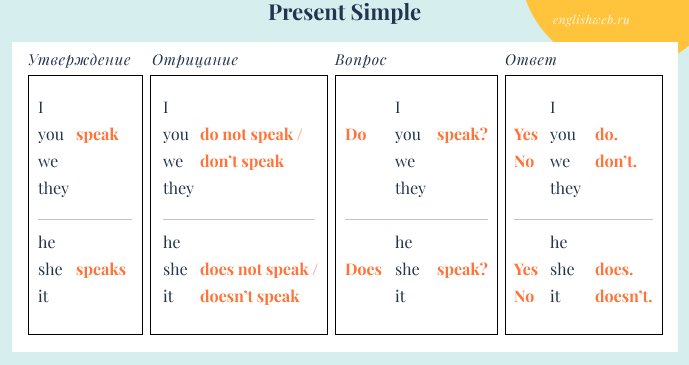 Present Simple
englishweb.ru
Утверждение
I
you speak
we
they
he
she speaks
it
Отрицание
I
you do not speak /
we don't speak
they
he
she does not speak /
it doesn't speak
Вопрос
I
Do you speak?
we
they
he
Does she speak?
it
Ответ
I
Yes you do.
No we don't.
they
he
Yes she does.
No it doesn't.